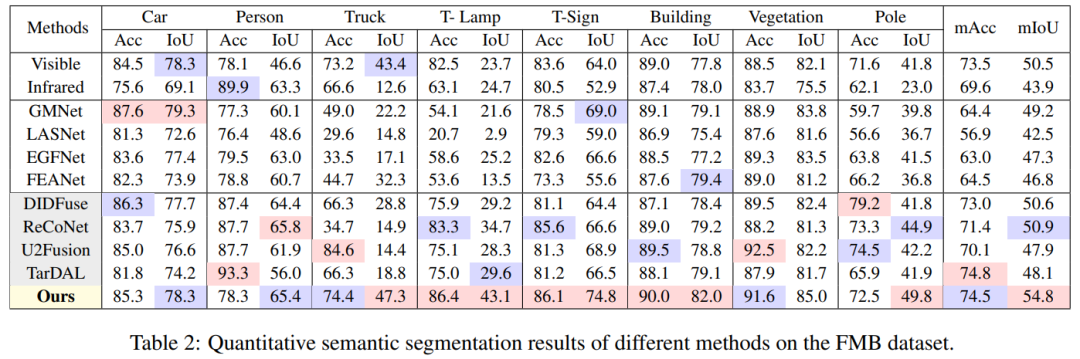 Methods Car Person Truck T- Lamp T-Sign Building Vegetation Pole mAcc mIoU
Acc IoU Acc IoU Acc IoU Acc IoU Acc IoU Acc IoU Acc IoU Acc IoU
Visible 84.5 78.3 78.1 46.6 73.2 43.4 82.5 23.7 83.6 64.0 89.0 77.8 88.5 82.1 71.6 41.8 73.5 50.5
Infrared 75.6 69.1 89.9 63.3 66.6 12.6 63.1 24.7 80.5 52.9 87.4 78.0 83.7 75.5 62.1 23.0 69.6 43.9
GMNet 87.6 79.3 77.3 60.1 49.0 22.2 54.1 21.6 78.5 69.0 89.1 79.1 88.9 83.8 59.7 39.8 64.4 49.2
LASNet 81.3 72.6 76.4 48.6 29.6 14.8 20.7 2.9 79.3 59.0 86.9 75.4 87.6 81.6 56.6 36.7 56.9 42.5
EGFNet 83.6 77.4 79.5 63.0 33.5 17.1 58.6 25.2 82.6 66.6 88.5 77.2 89.3 83.5 63.8 41.5 63.0 47.3
FEANet 82.3 73.9 78.8 60.7 44.7 32.3 53.6 13.5 73.3 55.6 87.6 79.4 89.0 81.2 66.2 36.8 64.5 46.8
DIDFuse 86.3 77.7 87.4 64.4 66.3 28.8 75.9 29.2 81.1 64.4 87.1 78.4 89.5 82.4 79.2 41.8 73.0 50.6
ReCoNet 83.7 75.9 87.7 65.8 34.7 14.9 83.3 34.7 85.6 66.6 89.0 79.2 88.2 81.3 73.3 44.9 71.4 50.9
U2Fusion 85.0 76.6 87.7 61.9 84.6 14.4 75.1 28.3 81.3 68.9 89.5 78.8 92.5 82.2 74.5 42.2 70.1 47.9
TarDAL 81.8 74.2 93.3 56.0 66.3 18.8 75.0 29.6 81.2 66.5 88.1 79.1 87.9 81.7 65.9 41.9 74.8 48.1
Ours 85.3 78.3 78.3 65.4 74.4 47.3 86.4 43.1 86.1 74.8 90.0 82.0 91.6 85.0 72.5 49.8 74.5 54.8
Table 2: Quantitative semantic segmentation results of different methods on the FMB dataset.